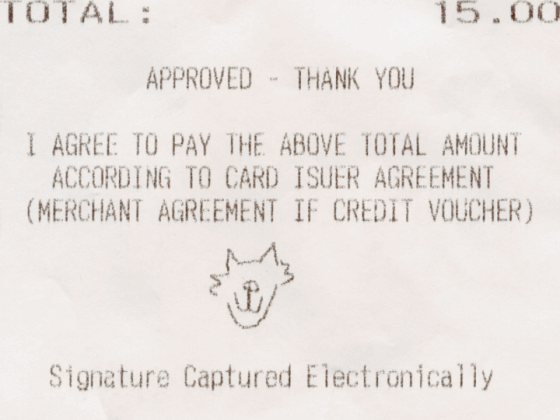 TOTAL: 15.00
APPROVED - THANK YOU
I AGREE TO PAY THE ABOVE TOTAL AMOUNT
ACCORDING TO CARD ISUER AGREEMENT
(MERCHANT AGREEMENT IF CREDIT VOUCHER)
Signature Captured Electronically